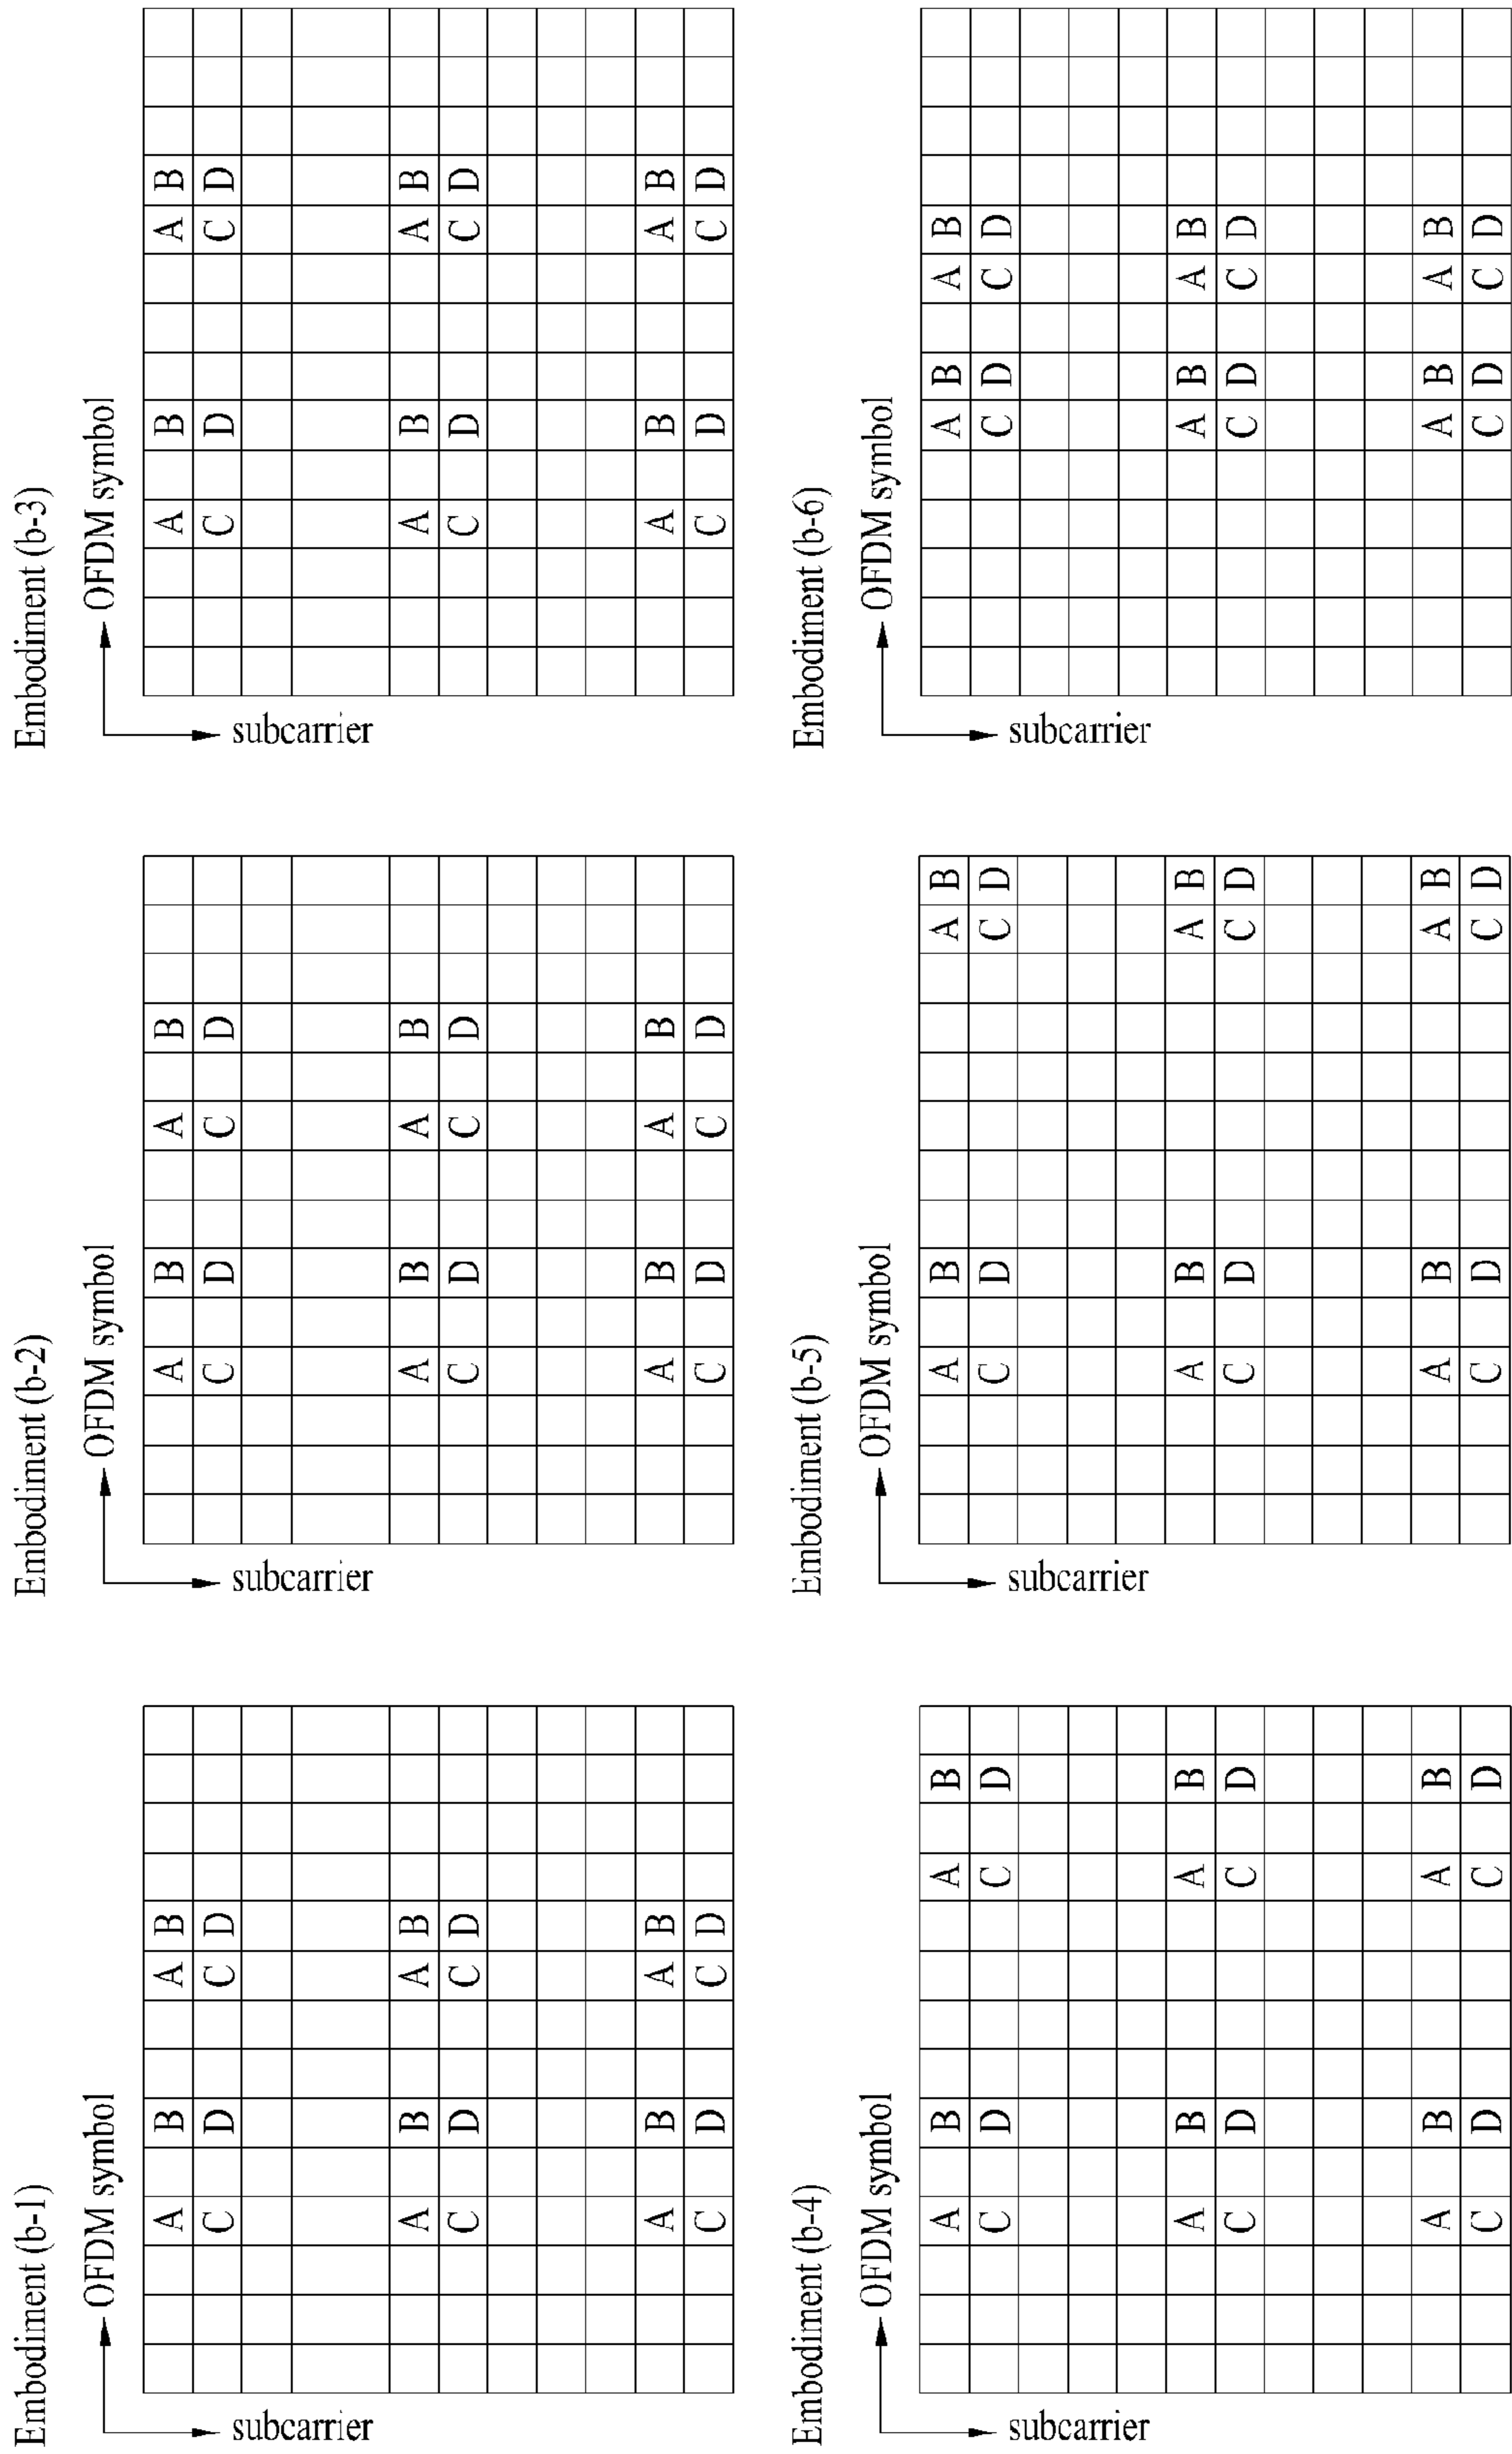 Embodiment (b-1)
OFDM symbol
subcarrier
A B A B
C D C D
A B A B
C D C D
A B A B
C D C D
Embodiment (b-2)
OFDM symbol
subcarrier
A B A B
C D C D
A B A B
C D C D
A B A B
C D C D
Embodiment (b-3)
OFDM symbol
subcarrier
A B A B
C D C D
A B A B
C D C D
A B A B
C D C D
Embodiment (b-4)
OFDM symbol
subcarrier
A B A B
C D C D
A B A B
C D C D
A B A B
C D C D
Embodiment (b-5)
OFDM symbol
subcarrier
A B A B
C D C D
A B A B
C D C D
A B A B
C D C D
Embodiment (b-6)
OFDM symbol
subcarrier
A B A B
C D C D
A B A B
C D C D
A B A B
C D C D